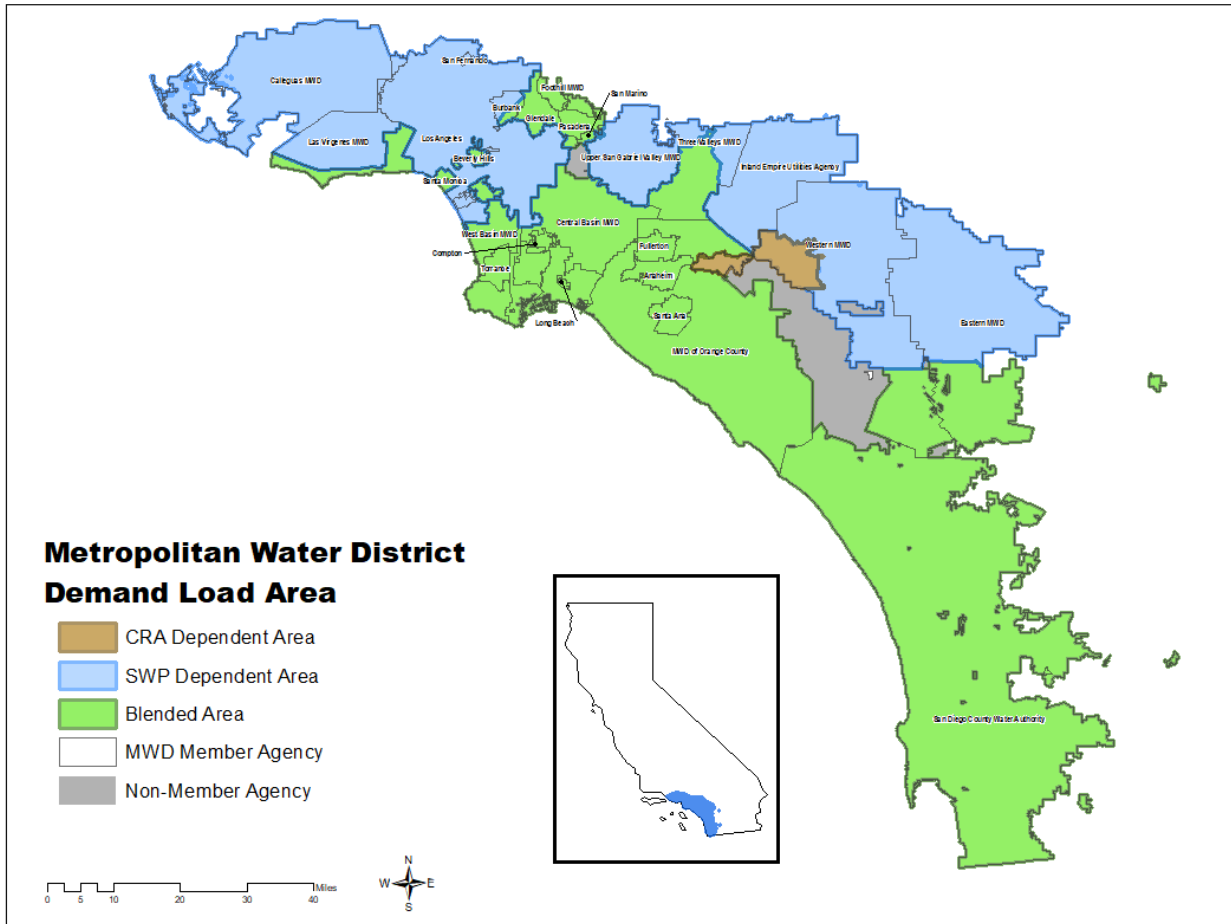 San Fernando
Calleguas MWD
Foothill MWD
San Marino
Burbank
Glendale
Pasadena
Las Virgenes MWD
Los Angeles
Three Valleys MWD
Beverly Hills
Upper San Gabriel Valley MWD
Inland Empire Utilities Agency
Santa Monica
Central Basin MWD
West Basin MWD
Fullerton
Western MWD
Compton
Torrance
Anaheim
Santa Ana
Long Beach
Eastern MWD
MWD of Orange County
San Diego County Water Authority
Metropolitan Water District
Demand Load Area
CRA Dependent Area
SWP Dependent Area
Blended Area
MWD Member Agency
Non-Member Agency
N
W E
S
Miles
0 5 10 20 30 40